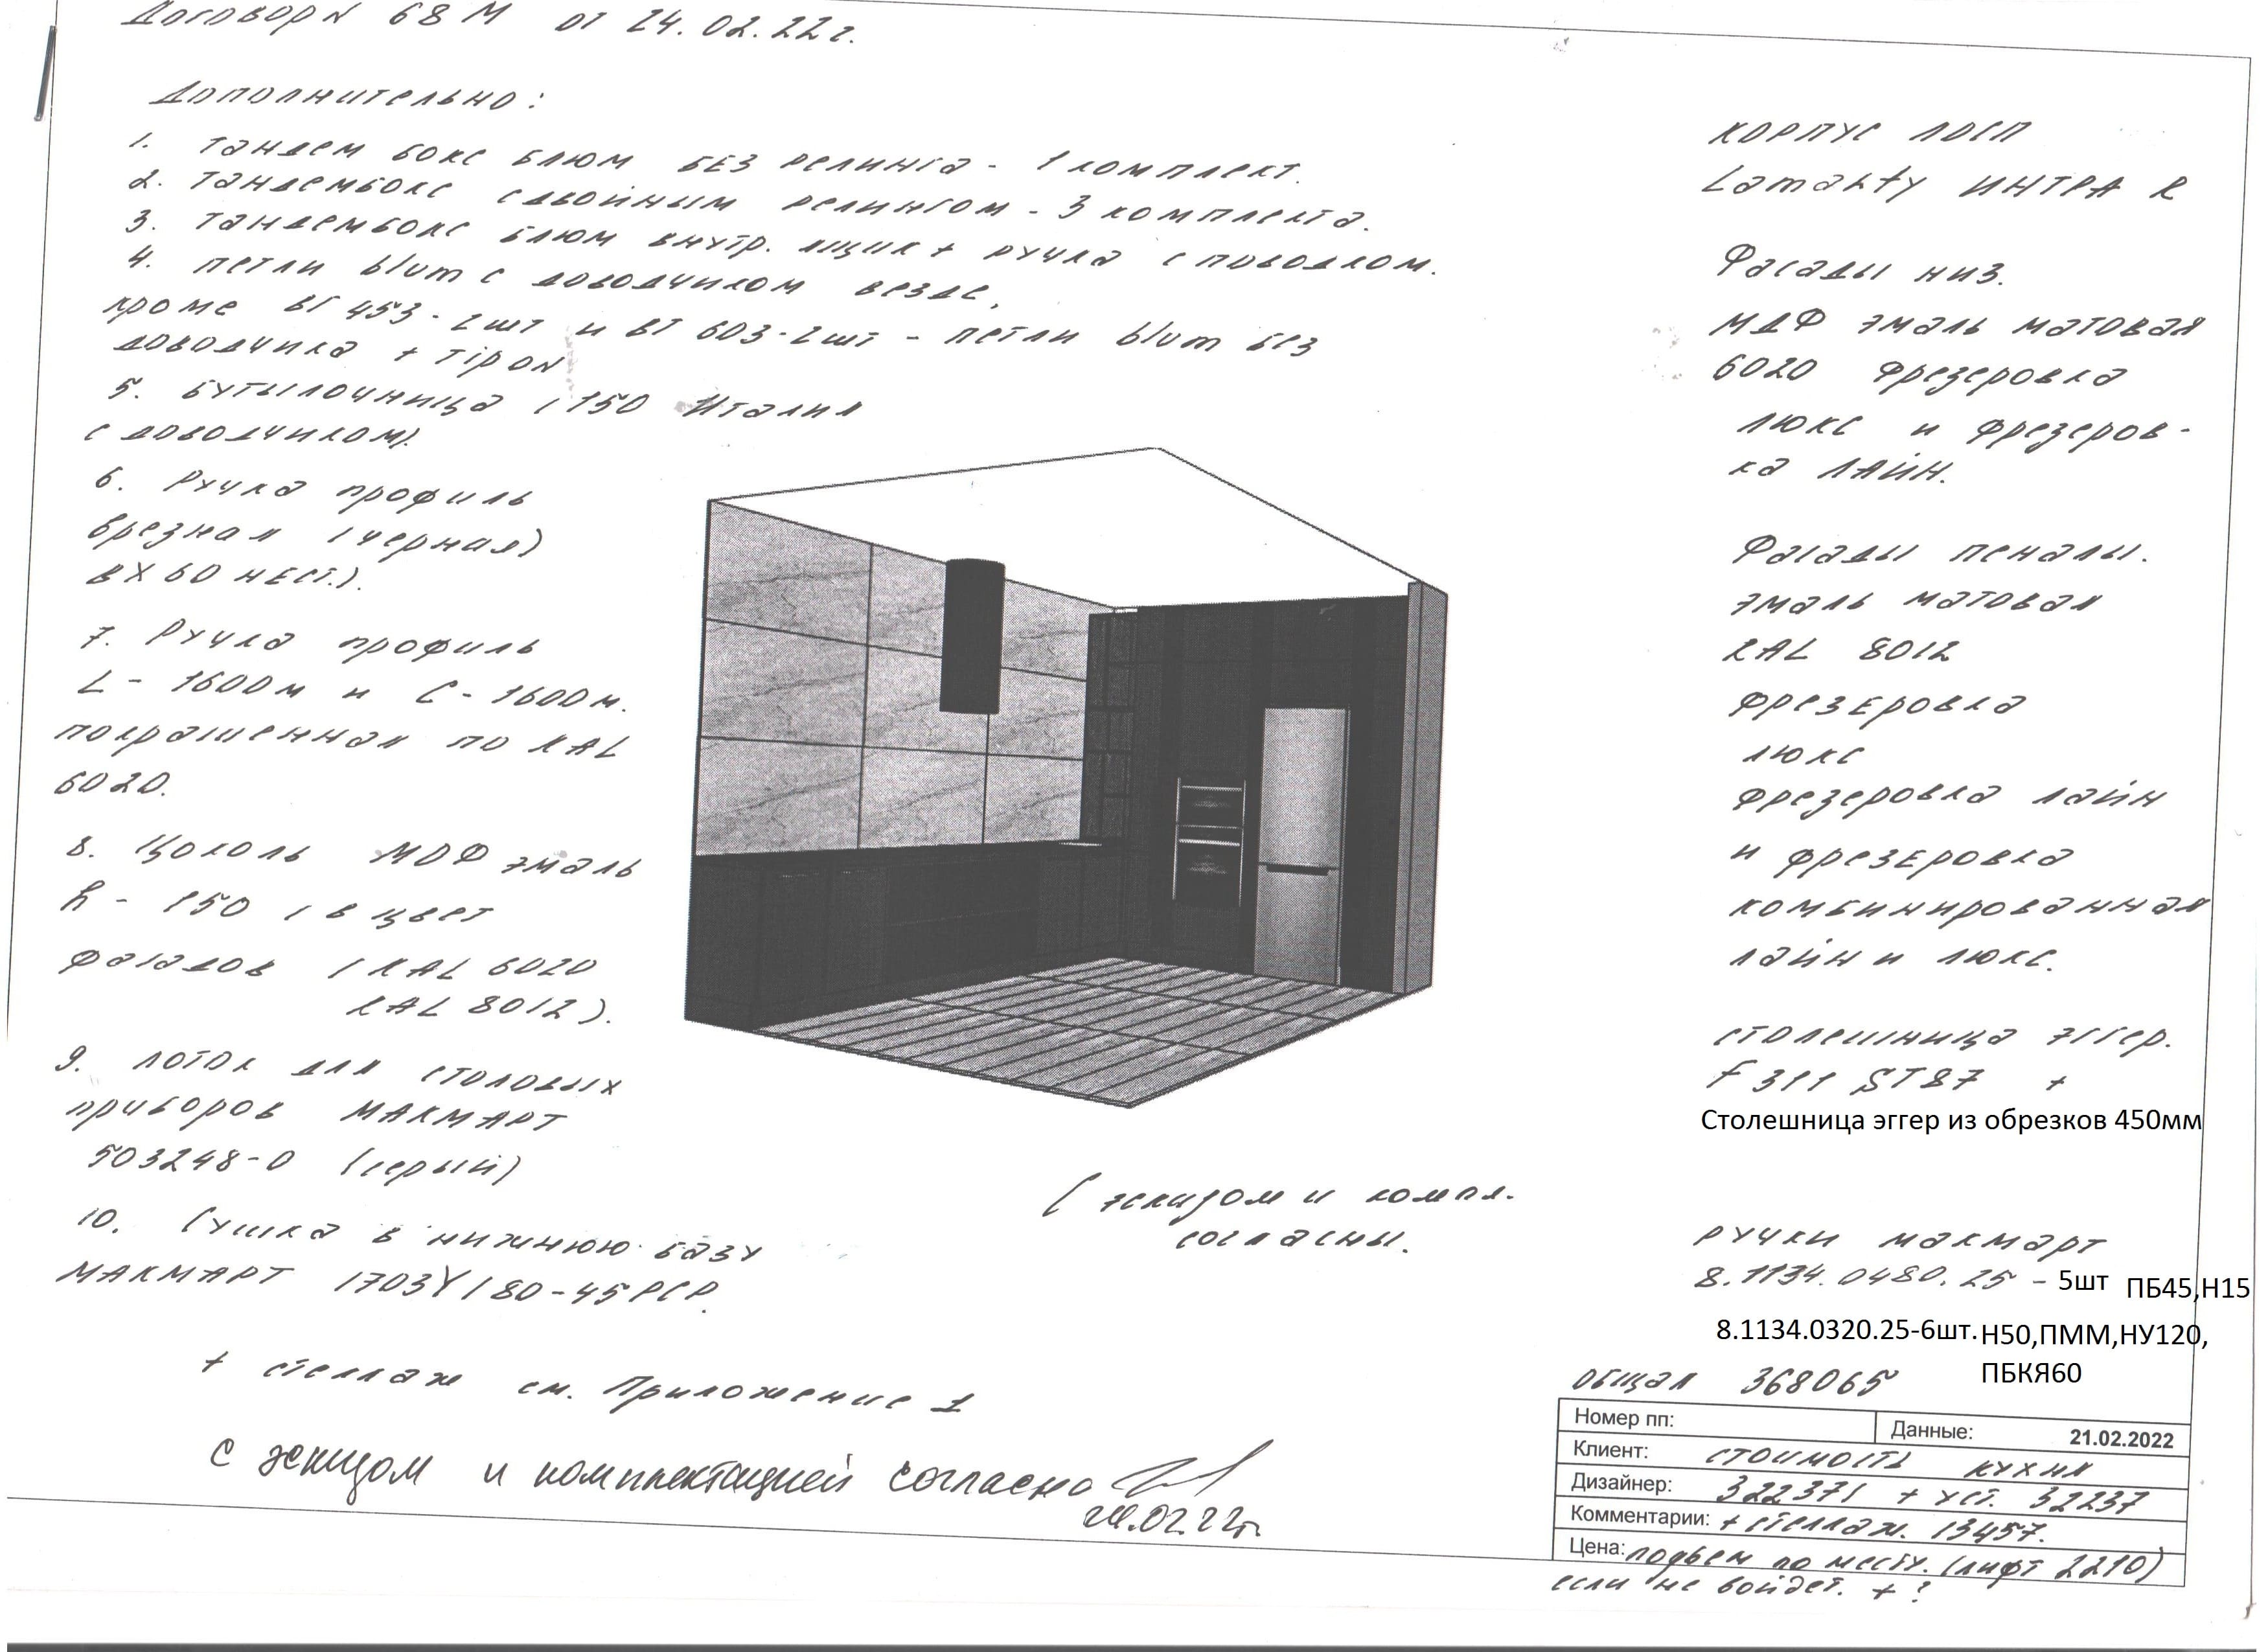 Договор N 68 М от 24.02.22г.
Дополнительно:
1. Тандем бокс блюм БЕЗ релинга - 1 комплект.
2. Тандембокс с двойным релингом - 3 комплекта.
3. Тандембокс блюм внутр. ящик + ручка с поводком.
4. петли blum с доводчиком везде,
кроме ВГ 453 - 2шт и ВТ 603 - 2шт - петли blum без
доводчика + Tipon
5. Бутылочница (150 Италия
с доводчиком).
6. Ручка профиль
врезная (черная)
вх 60 н Ест.).
7. Ручка профиль
L - 1600м и С - 1600м.
покрашенная по RAL
6020.
8. Цоколь МДФ эмаль
h - 150 (в цвет
фасадов (RAL 6020
RAL 8012).
9. лоток для столовых
приборов МАКМАРТ
503248-0 (серый)
10. Сушка в нижнюю базу
МАКМАРТ 1703Y/80-45PCP.
+ стеллаж см. Приложение 1
С эскизом и комплектацией согласна
24.02.22г.
С эскизом и компл.
согласны.
КОРПУС ЛДСП
Lamarty ИНТРА R
Фасады низ.
МДФ эмаль матовая
6020 Фрезеровка
люкс и фрезеров-
ка ЛАЙН.
Фасады пеналы.
эмаль матовая
RAL 8012
фрезеровка
люкс
фрезеровка лайн
и фрезеровка
комбинированная
лайн и люкс.
столешница эггер.
F 311 ST87 +
Столешница эггер из обрезков 450мм
ручки макмарт
8.1134.0480.25 - 5шт ПБ45,Н15
8.1134.0320.25-6шт. Н50,ПММ,НУ120,
ПБКЯ60
общая 368065
Номер пп: Данные: 21.02.2022
Клиент: стоимость кухня
Дизайнер: 322371 + уст. 32237
Комментарии: + стеллаж. 13457.
Цена: подьем по месту. (лифт 2210)
если не войдет. + ?